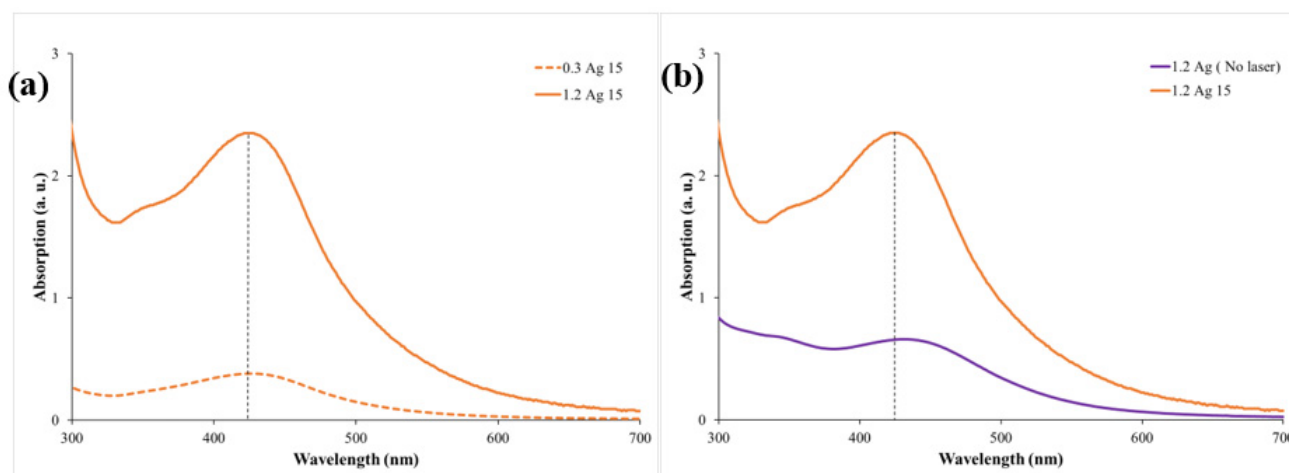 (a)
3
2
1
0
Absorption (a. u.)
300
400
500
600
700
Wavelength (nm)
0.3 Ag 15
1.2 Ag 15
(b)
3
2
1
0
Absorption (a. u.)
300
400
500
600
700
Wavelength (nm)
1.2 Ag ( No laser)
1.2 Ag 15